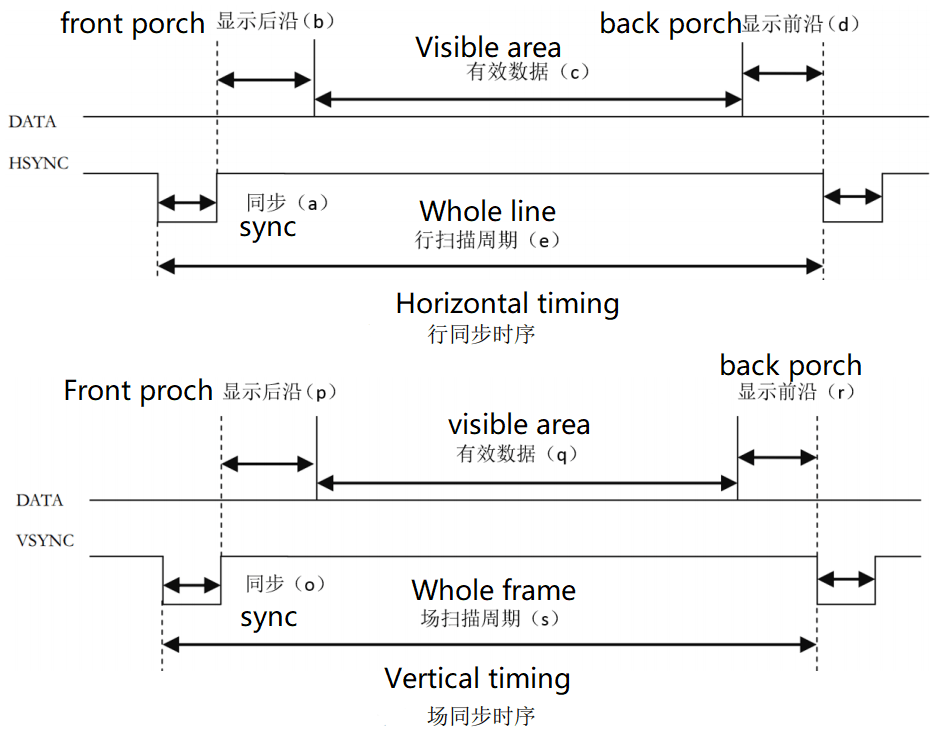 front porch 显示后沿(b)
back porch 显示前沿(d)
Visible area
有效数据(c)
DATA
HSYNC
同步(a)
sync
Whole line
行扫描周期(e)
Horizontal timing
行同步时序
back porch
Front proch 显示后沿(p)
显示前沿(r)
visible area
有效数据(q)
DATA
VSYNC
同步(o)
sync
Whole frame
场扫描周期(s)
Vertical timing
场同步时序